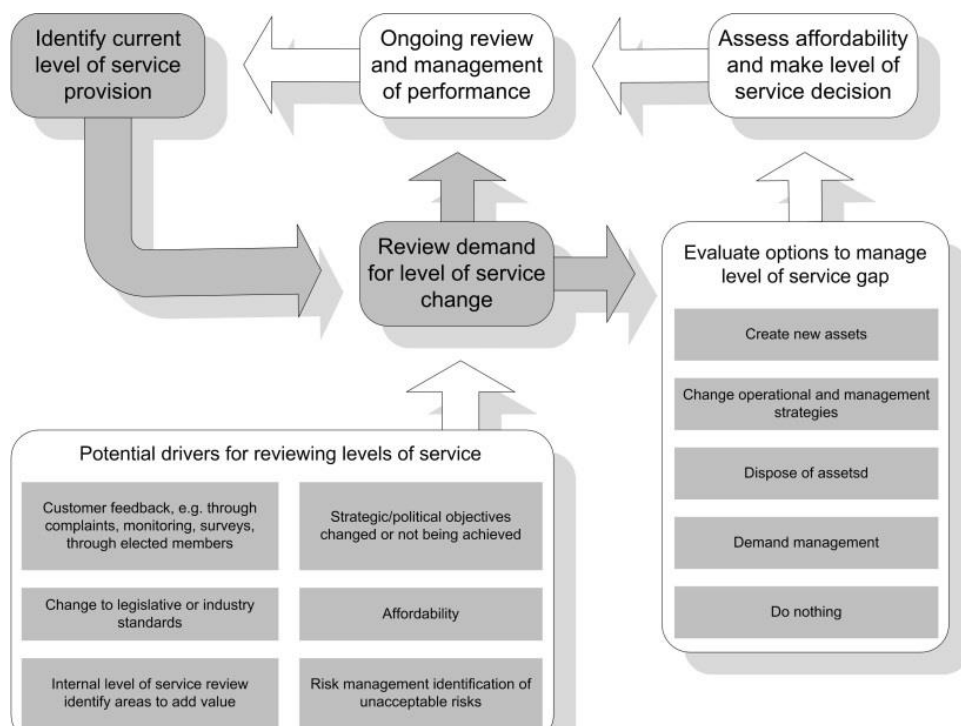 Identify current
level of service
provision
Ongoing review
and management
of performance
Assess affordability
and make level of
service decision
Review demand
for level of service
change
Evaluate options to manage
level of service gap
Create new assets
Change operational and management
strategies
Dispose of assetsd
Demand management
Do nothing
Potential drivers for reviewing levels of service
Customer feedback, e.g. through
complaints, monitoring, surveys,
through elected members
Strategic/political objectives
changed or not being achieved
Change to legislative or industry
standards
Affordability
Internal level of service review
identify areas to add value
Risk management identification of
unacceptable risks